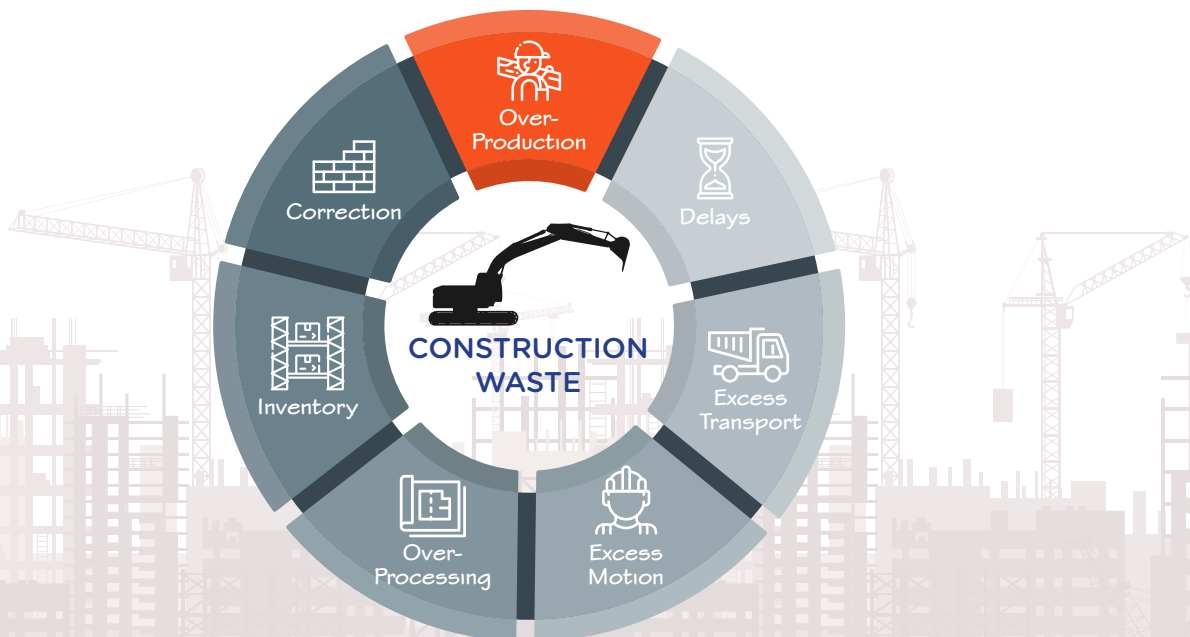 Over-
Production
Delays
Excess
Transport
Excess
Motion
Over-
Processing
Inventory
Correction
CONSTRUCTION
WASTE